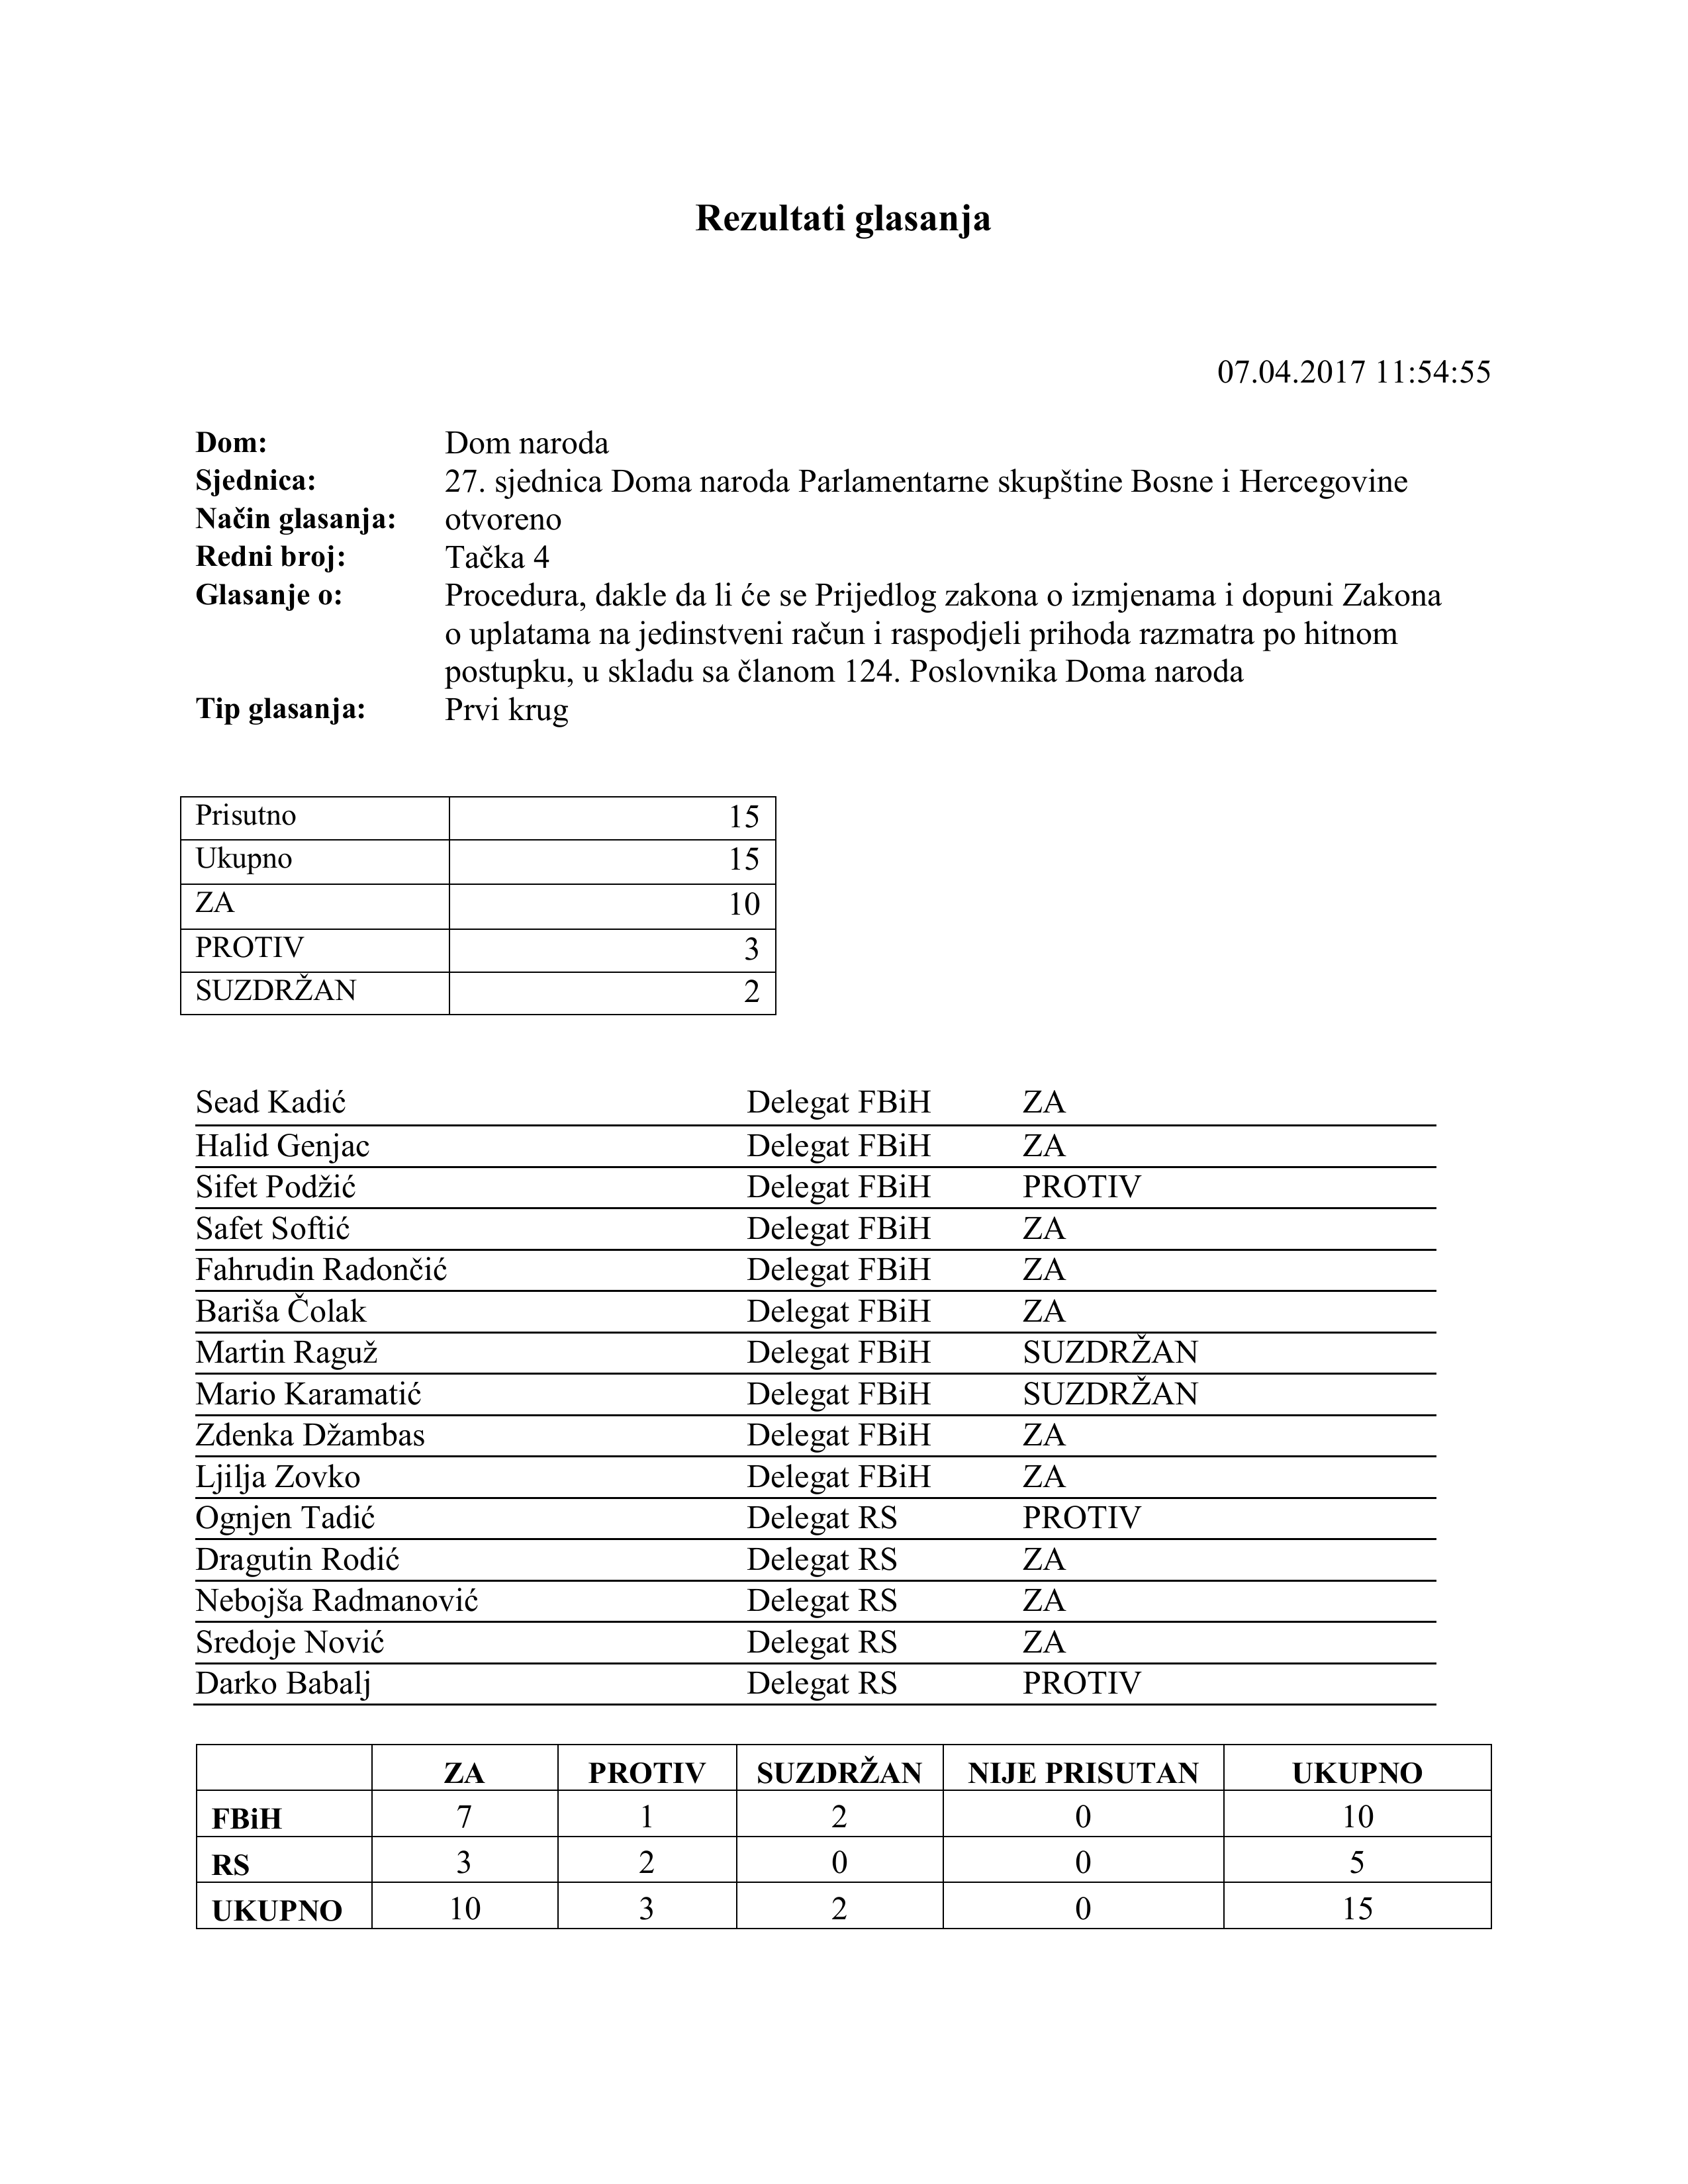 Rezultati glasanja
07.04.2017 11:54:55
Dom: Dom naroda
Sjednica: 27. sjednica Doma naroda Parlamentarne skupštine Bosne i Hercegovine
Način glasanja: otvoreno
Redni broj: Tačka 4
Glasanje o: Procedura, dakle da li će se Prijedlog zakona o izmjenama i dopuni Zakona
o uplatama na jedinstveni račun i raspodjeli prihoda razmatra po hitnom
postupku, u skladu sa članom 124. Poslovnika Doma naroda
Tip glasanja: Prvi krug
Prisutno 15
Ukupno 15
ZA 10
PROTIV 3
SUZDRŽAN 2
Sead Kadić Delegat FBiH ZA
Halid Genjac Delegat FBiH ZA
Sifet Podžić Delegat FBiH PROTIV
Safet Softić Delegat FBiH ZA
Fahrudin Radončić Delegat FBiH ZA
Bariša Čolak Delegat FBiH ZA
Martin Raguž Delegat FBiH SUZDRŽAN
Mario Karamatić Delegat FBiH SUZDRŽAN
Zdenka Džambas Delegat FBiH ZA
Ljilja Zovko Delegat FBiH ZA
Ognjen Tadić Delegat RS PROTIV
Dragutin Rodić Delegat RS ZA
Nebojša Radmanović Delegat RS ZA
Sredoje Nović Delegat RS ZA
Darko Babalj Delegat RS PROTIV
ZA PROTIV SUZDRŽAN NIJE PRISUTAN UKUPNO
FBiH 7 1 2 0 10
RS 3 2 0 0 5
UKUPNO 10 3 2 0 15